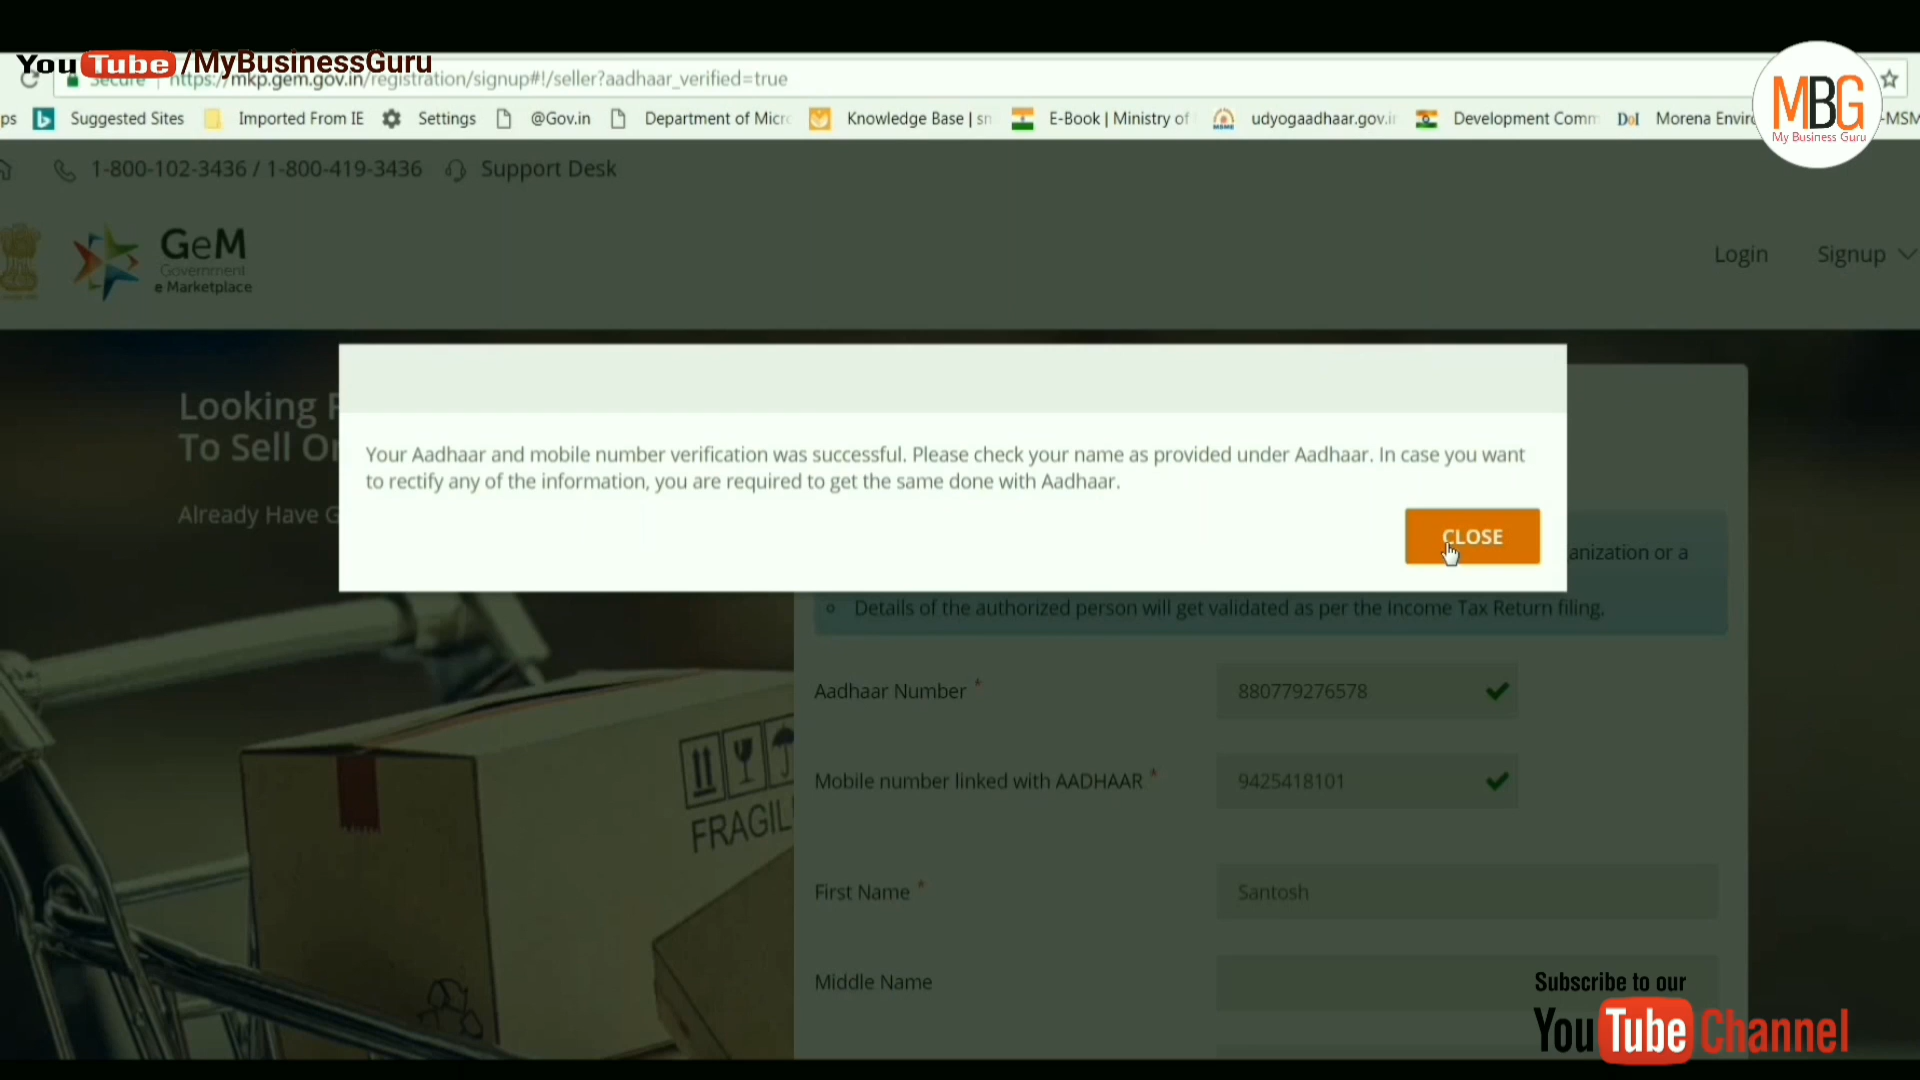 YouTube /MyBusinessGuru
Secure https://mkp.gem.gov.in/registration/signup#!/seller?aadhaar_verified=true
MBG
My Business Guru
ps Suggested Sites Imported From IE Settings @Gov.in Department of Micr Knowledge Base | sn E-Book | Ministry of udyogaadhaar.gov.i Development Comm DoI Morena Envir -MSM
1-800-102-3436 / 1-800-419-3436 Support Desk
GeM
Government
e Marketplace
Login Signup
Looking F
To Sell On
Already Have G
Your Aadhaar and mobile number verification was successful. Please check your name as provided under Aadhaar. In case you want
to rectify any of the information, you are required to get the same done with Aadhaar.
CLOSE
anization or a
Details of the authorized person will get validated as per the Income Tax Return filing.
Aadhaar Number * 880779276578
Mobile number linked with AADHAAR * 9425418101
FRAGIL
First Name * Santosh
Middle Name
Subscribe to our
YouTube Channel